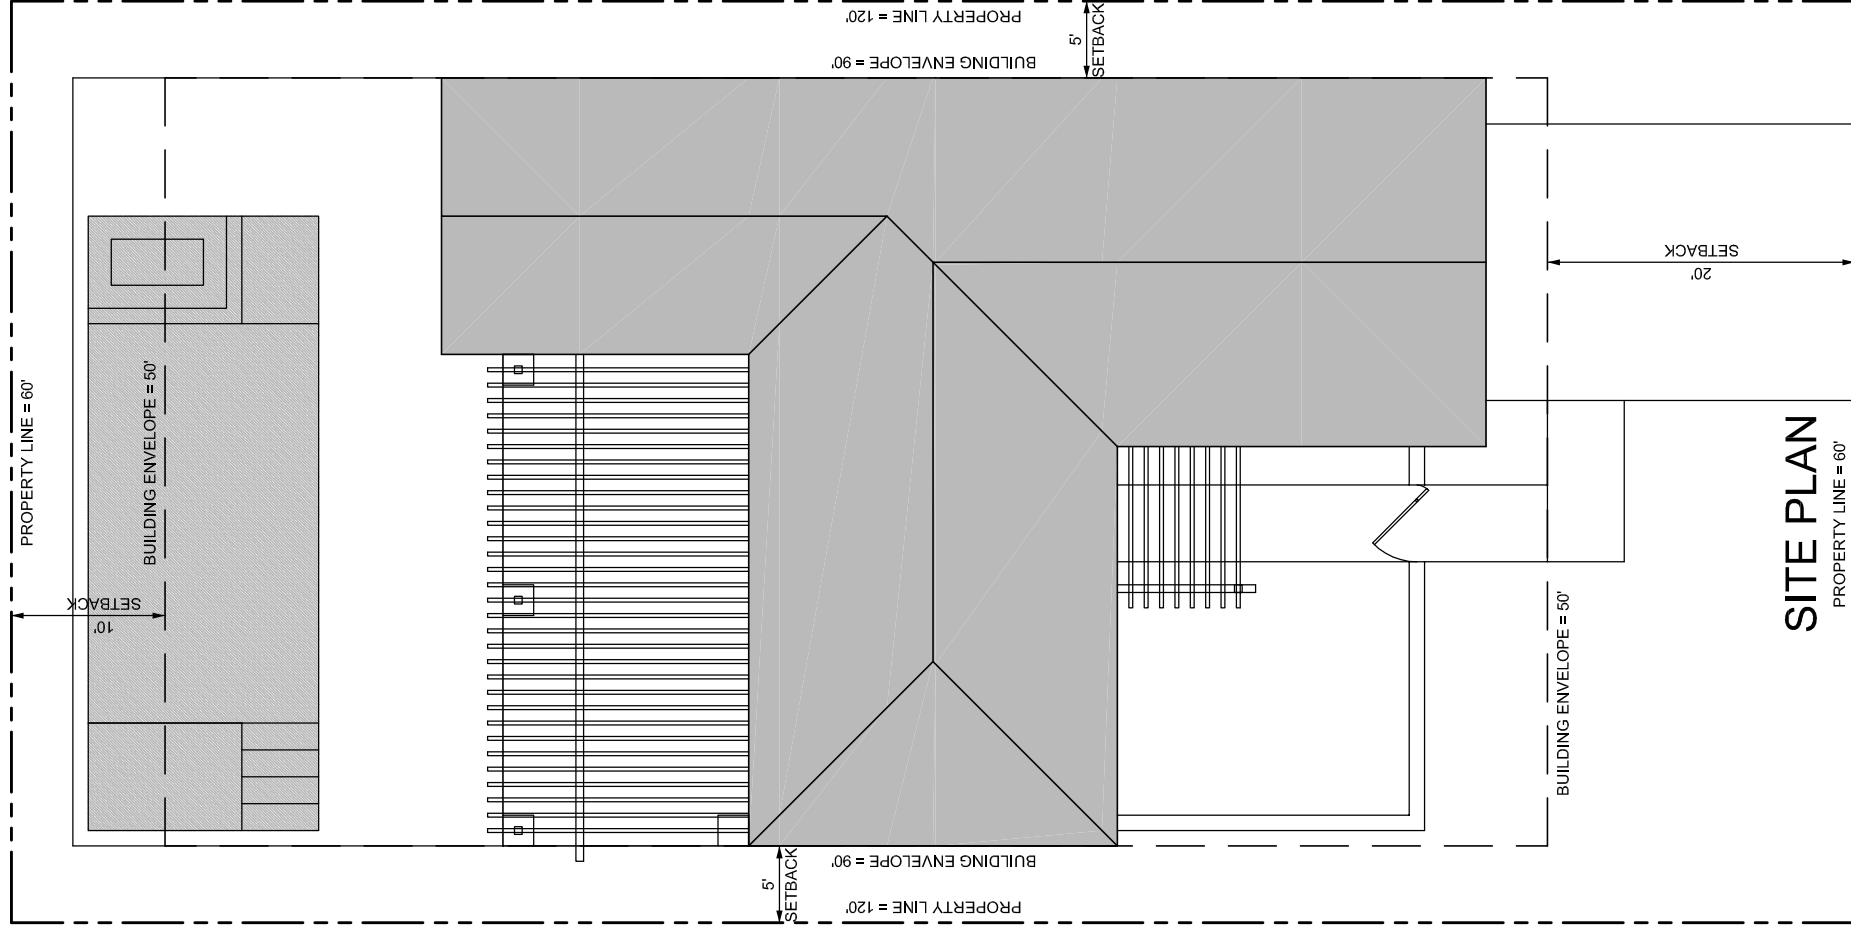 PROPERTY LINE = 120'
BUILDING ENVELOPE = 90'
5'
SETBACK
PROPERTY LINE = 60'
BUILDING ENVELOPE = 50'
SETBACK
10'
SETBACK
20'
SITE PLAN
PROPERTY LINE = 60'
BUILDING ENVELOPE = 50'
5'
SETBACK
BUILDING ENVELOPE = 90'
PROPERTY LINE = 120'